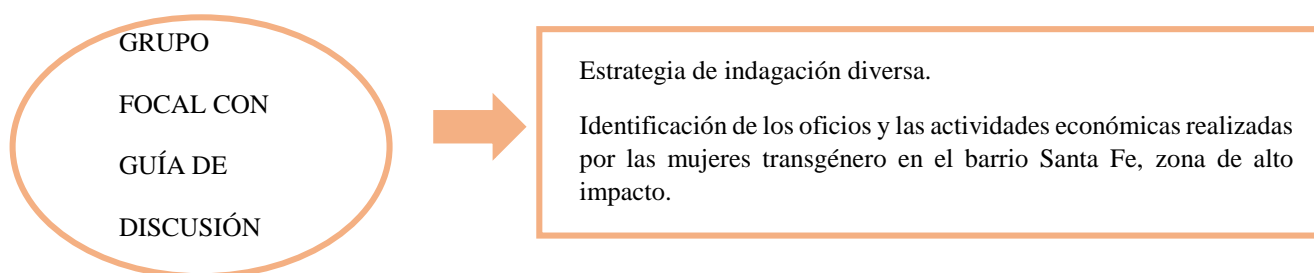 GRUPO
FOCAL CON
GUÍA DE
DISCUSIÓN
Estrategia de indagación diversa.
Identificación de los oficios y las actividades económicas realizadas
por las mujeres transgénero en el barrio Santa Fe, zona de alto
impacto.